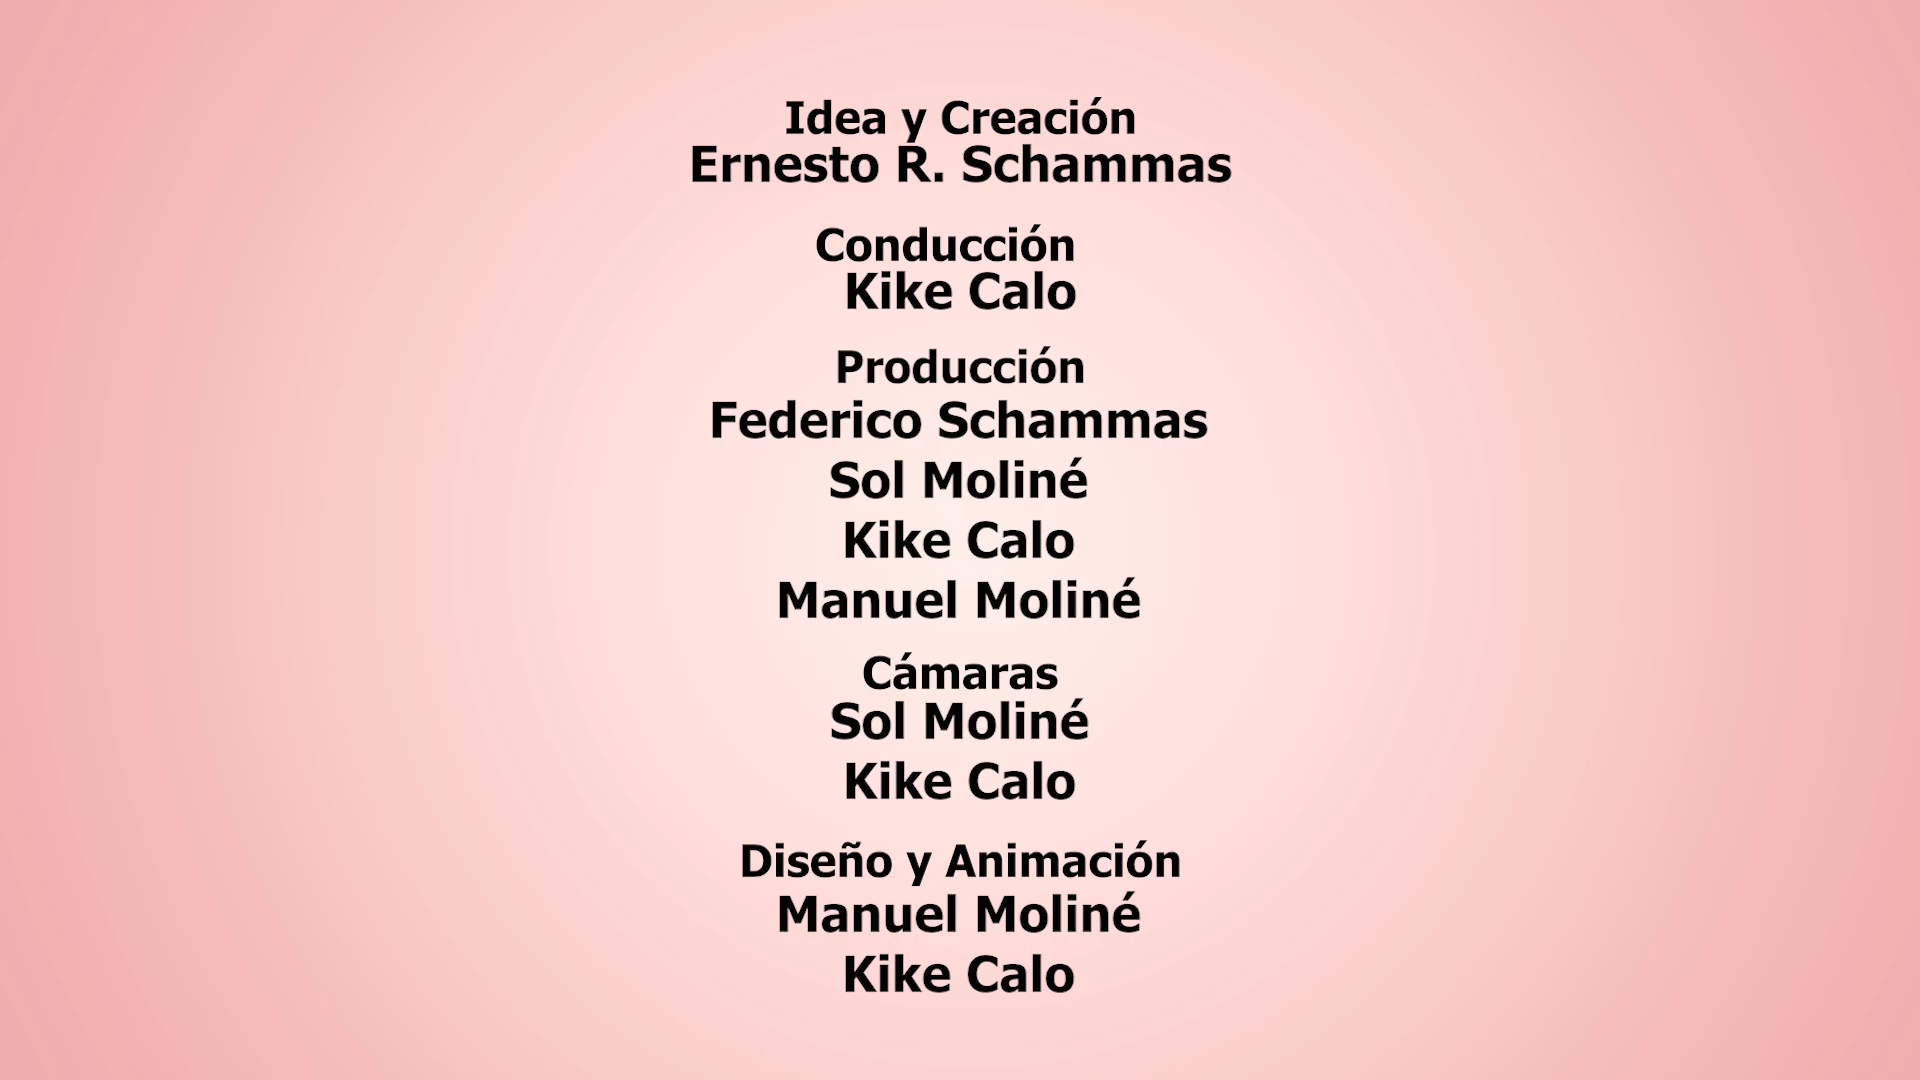 Idea y Creación
Ernesto R. Schammas
Conducción
Kike Calo
Producción
Federico Schammas
Sol Moliné
Kike Calo
Manuel Moliné
Cámaras
Sol Moliné
Kike Calo
Diseño y Animación
Manuel Moliné
Kike Calo